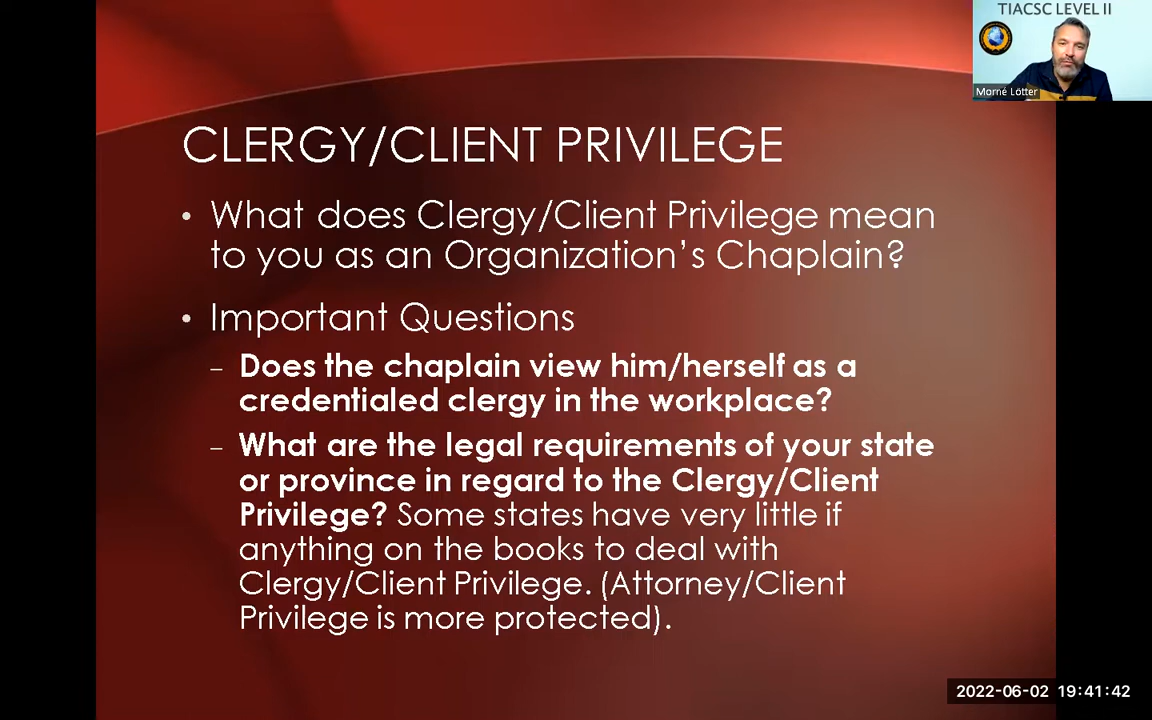 TIACSC LEVEL II
Morné Lötter
CLERGY/CLIENT PRIVILEGE
• What does Clergy/Client Privilege mean
to you as an Organization's Chaplain?
• Important Questions
– Does the chaplain view him/herself as a
credentialed clergy in the workplace?
– What are the legal requirements of your state
or province in regard to the Clergy/Client
Privilege? Some states have very little if
anything on the books to deal with
Clergy/Client Privilege. (Attorney/Client
Privilege is more protected).
2022-06-02 19:41:42